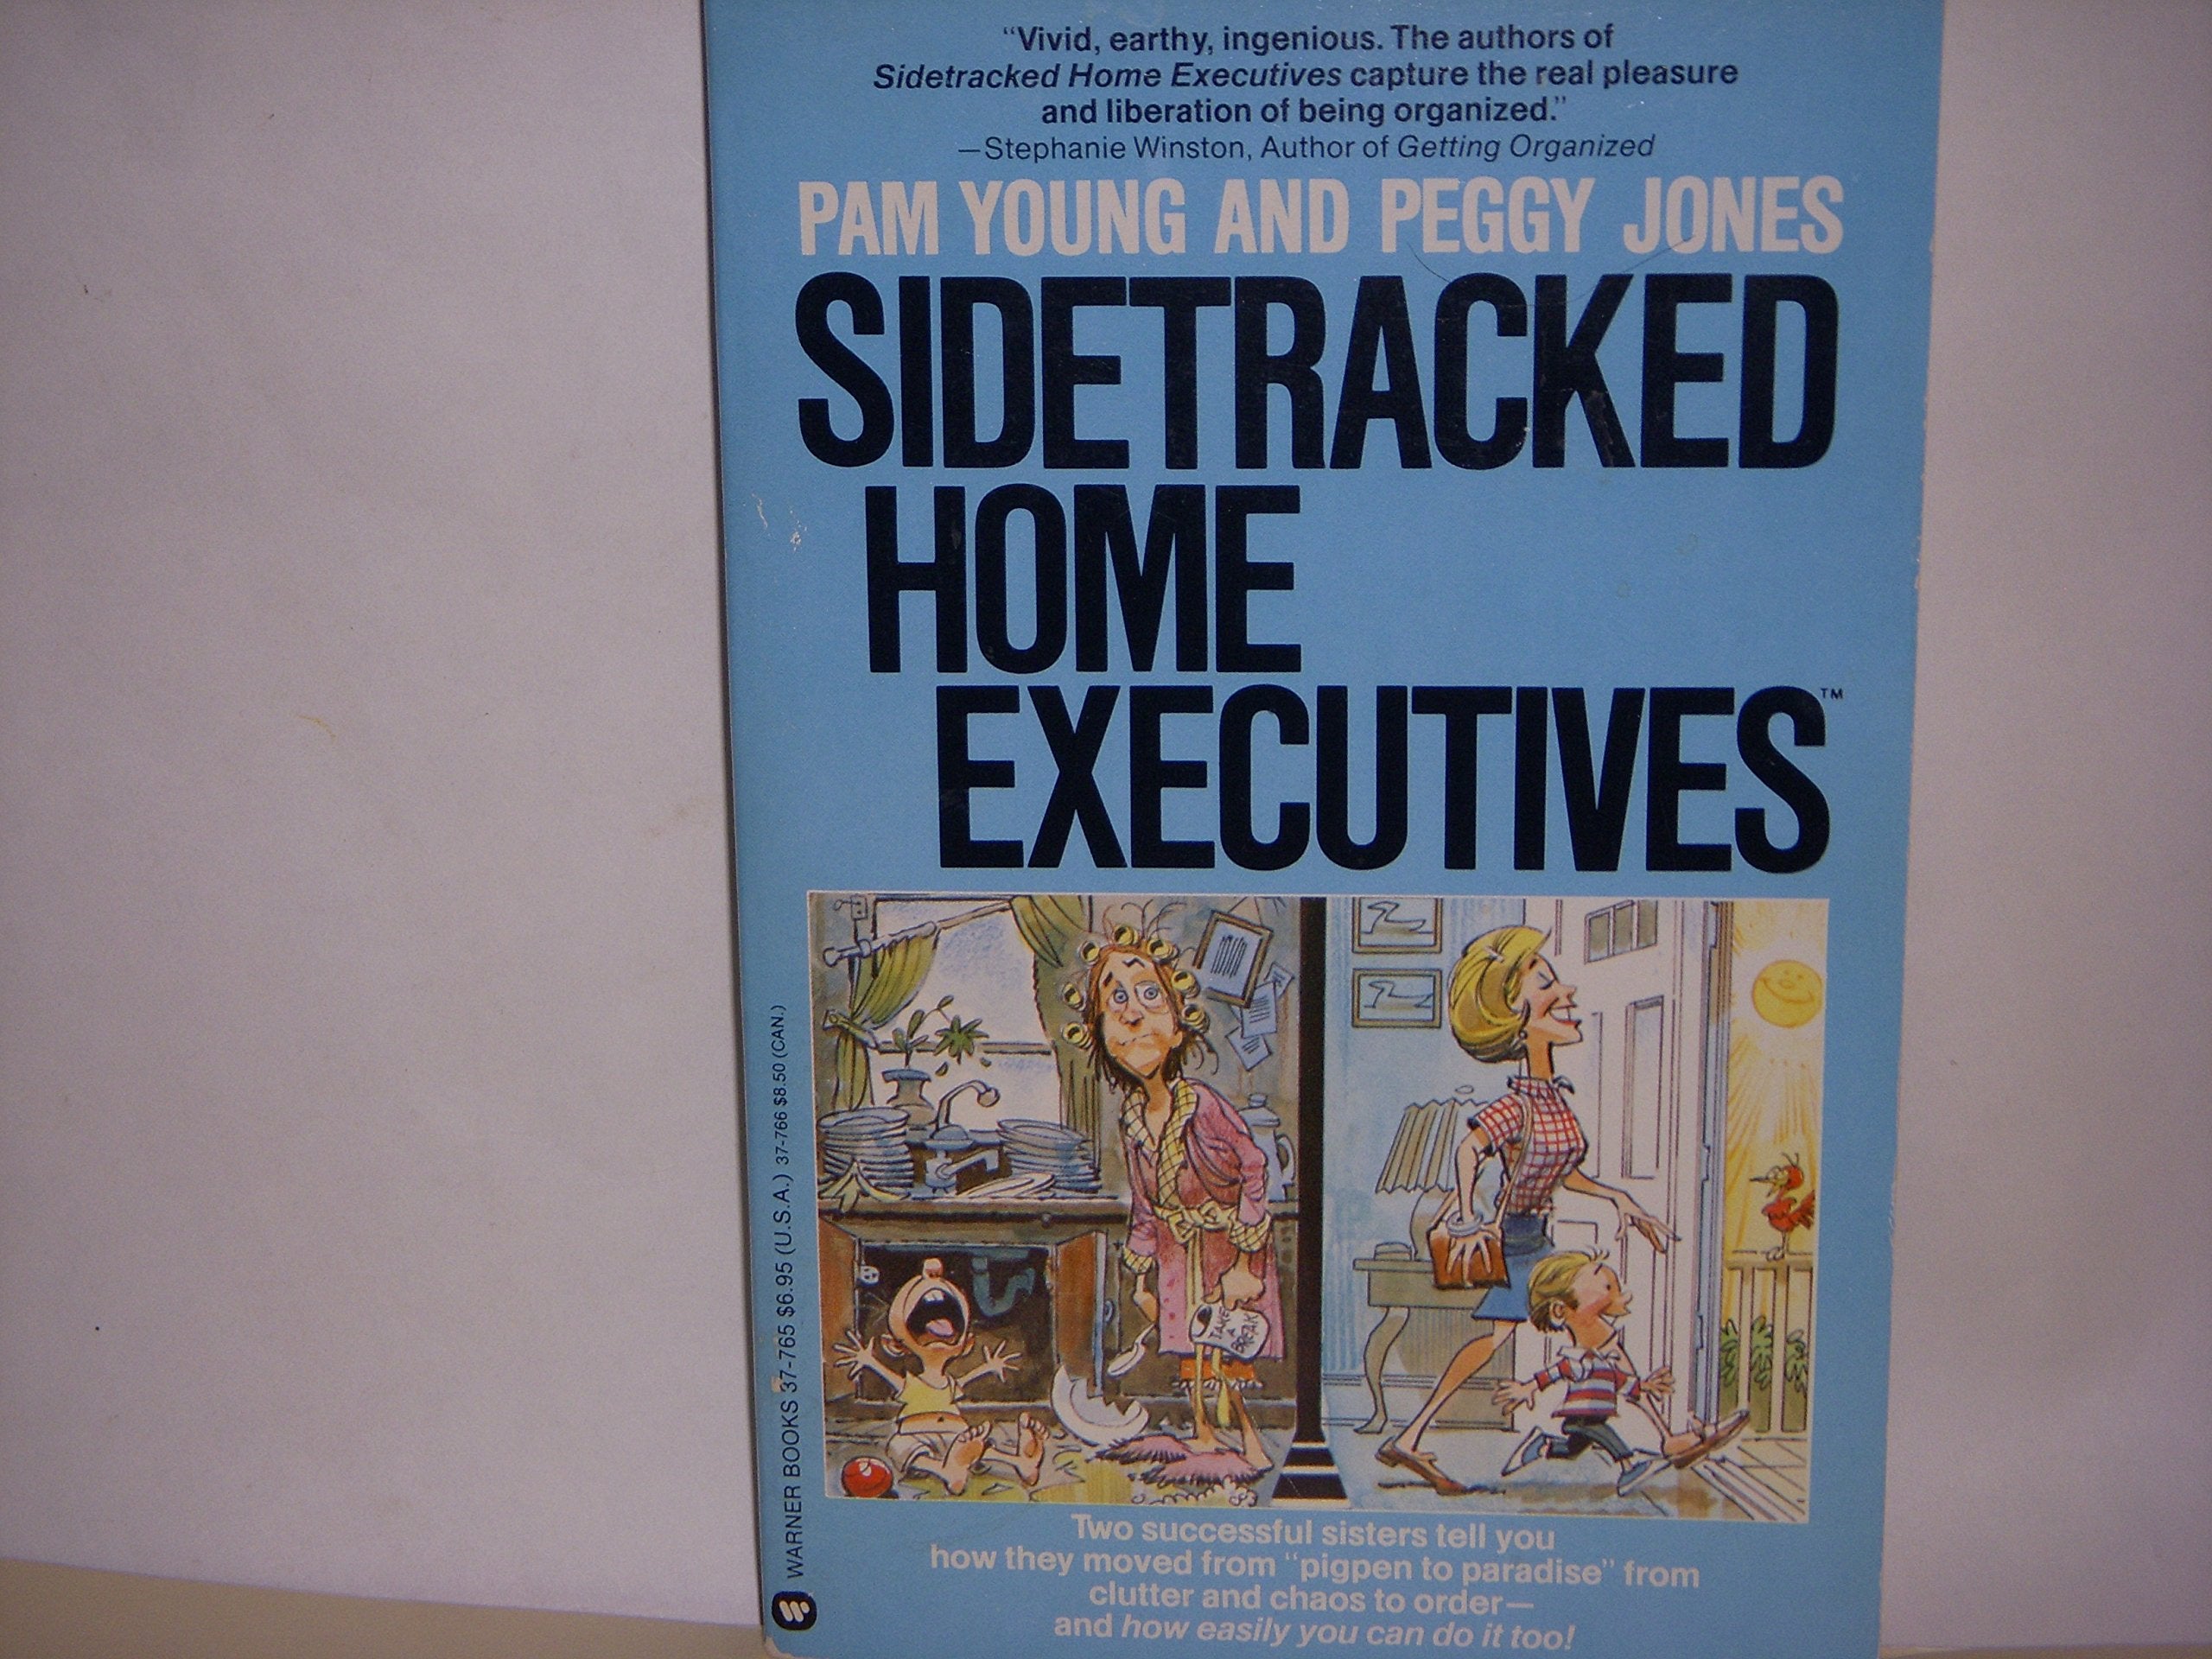 "Vivid, earthy, ingenious. The authors of
Sidetracked Home Executives capture the real pleasure
and liberation of being organized."
—Stephanie Winston, Author of Getting Organized
PAM YOUNG AND PEGGY JONES
SIDETRACKED
HOME
EXECUTIVES™
TAKE
A
BREAK
Two successful sisters tell you
how they moved from "pigpen to paradise" from
clutter and chaos to order—
and how easily you can do it too!
WARNER BOOKS 37-765 $6.95 (U.S.A.) 37-766 $8.50 (CAN.)